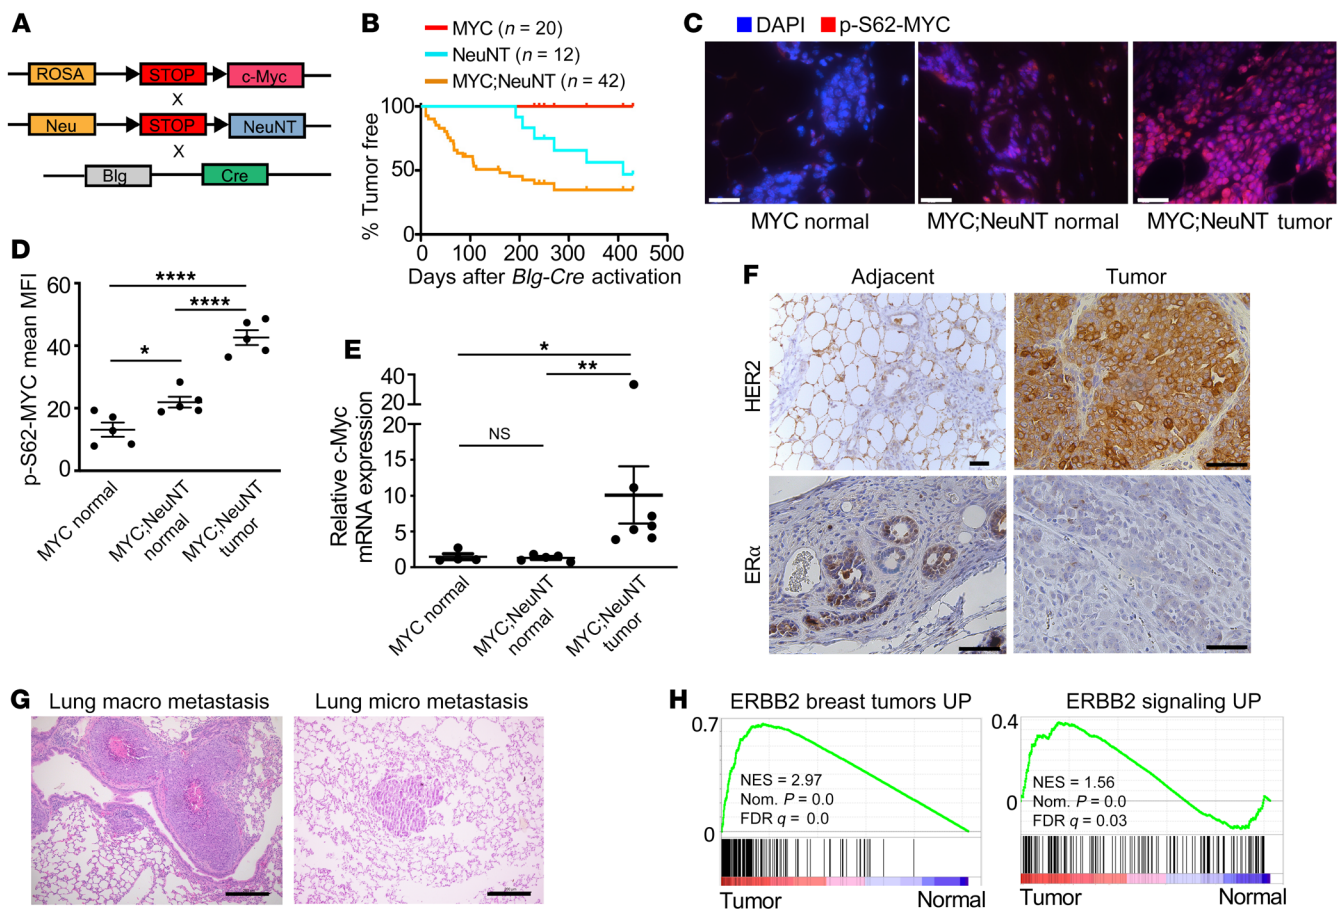 A
ROSA STOP c-Myc
X
Neu STOP NeuNT
X
Blg Cre
B
MYC (n = 20)
NeuNT (n = 12)
MYC;NeuNT (n = 42)
% Tumor free
100
50
0
0 100 200 300 400 500
Days after Blg-Cre activation
C
DAPI p-S62-MYC
MYC normal MYC;NeuNT normal MYC;NeuNT tumor
D
p-S62-MYC mean MFI
60
40
20
0
****
****
*
MYC normal
MYC;NeuNT
normal
MYC;NeuNT
tumor
E
Relative c-Myc
mRNA expression
40
20
20
15
10
5
0
*
**
NS
MYC normal
MYC;NeuNT
normal
MYC;NeuNT
tumor
F
Adjacent Tumor
HER2
ERα
G
Lung macro metastasis Lung micro metastasis
H
ERBB2 breast tumors UP
0.7
0
NES = 2.97
Nom. P = 0.0
FDR q = 0.0
Tumor Normal
ERBB2 signaling UP
0.4
0
NES = 1.56
Nom. P = 0.0
FDR q = 0.03
Tumor Normal